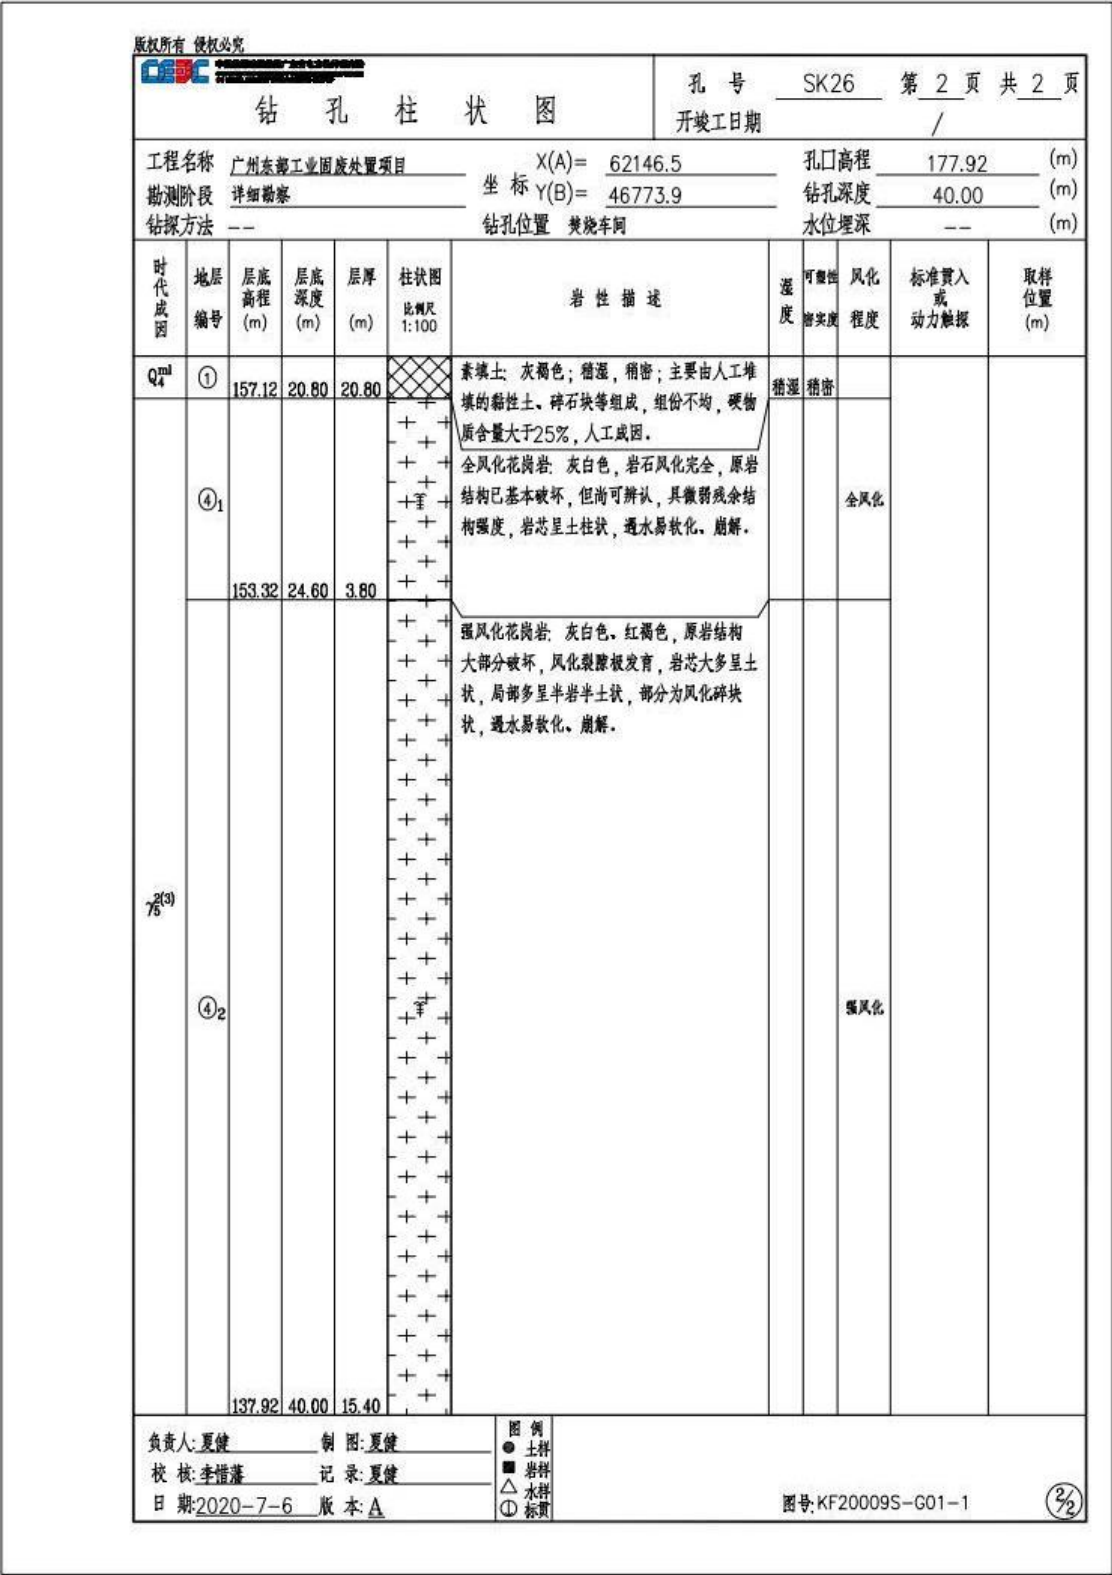 版权所有 侵权必究
钻孔柱状图
孔号 SK26 第 2 页 共 2 页
开竣工日期 /
工程名称 广州东部工业固废处置项目
勘测阶段 详细勘察
钻探方法 --
坐标 X(A)= 62146.5
Y(B)= 46773.9
钻孔位置 焚烧车间
孔口高程 177.92 (m)
钻孔深度 40.00 (m)
水位埋深 -- (m)
时代成因
地层编号
层底高程(m)
层底深度(m)
层厚(m)
柱状图 比例尺 1:100
岩性描述
湿度
可塑性 密实度
风化程度
标准贯入或动力触探
取样位置(m)
Q4ml ① 157.12 20.80 20.80
素填土: 灰褐色; 稍湿, 稍密; 主要由人工堆
填的黏性土、碎石块等组成, 组份不均, 硬物
质含量大于25%, 人工成因.
稍湿 稍密
④1 153.32 24.60 3.80
全风化花岗岩: 灰白色, 岩石风化完全, 原岩
结构已基本破坏, 但尚可辨认, 具微弱残余结
构强度, 岩芯呈土柱状, 遇水易软化、崩解.
全风化
强风化花岗岩: 灰白色、红褐色, 原岩结构
大部分破坏, 风化裂隙极发育, 岩芯大多呈土
状, 局部多呈半岩半土状, 部分为风化碎块
状, 遇水易软化、崩解.
γ5 2(3)
④2
强风化
137.92 40.00 15.40
负责人: 夏健 制图: 夏健
校核: 李惜藩 记录: 夏健
日期: 2020-7-6 版本: A
图例
土样
岩样
水样
标贯
图号: KF20009S-G01-1
2/2